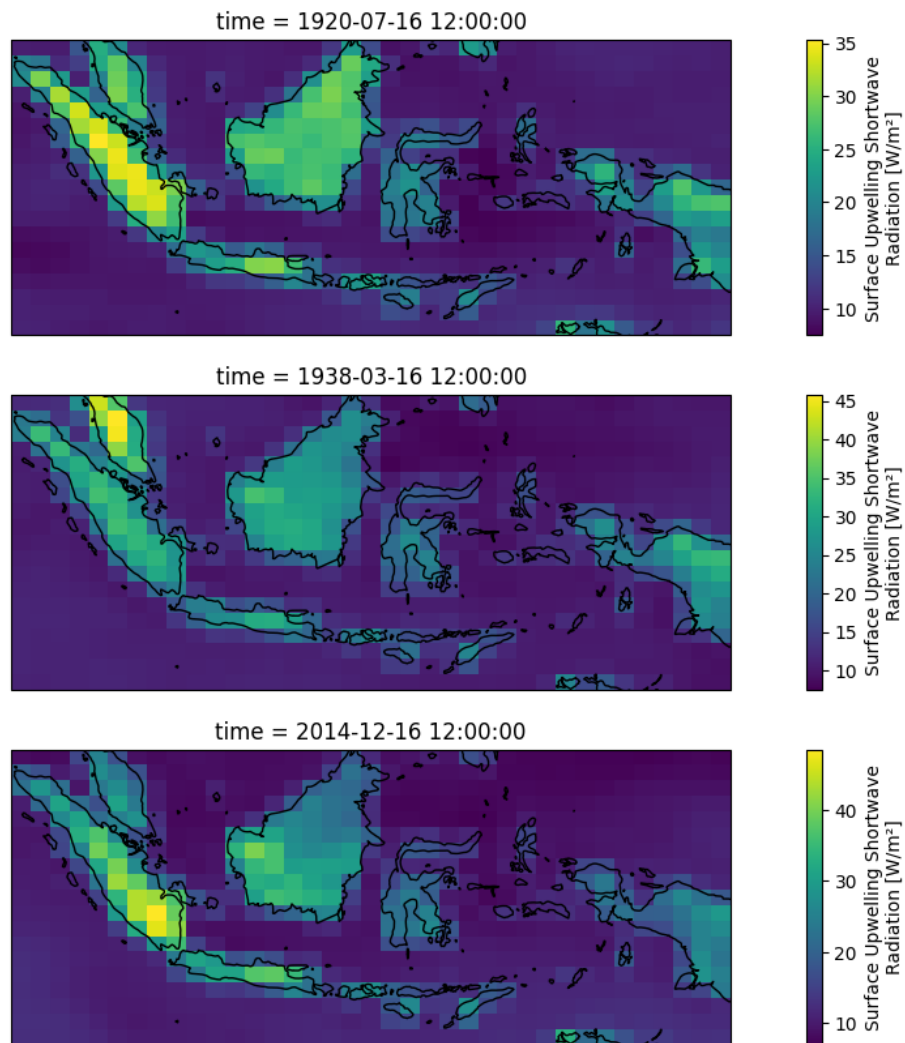 time = 1920-07-16 12:00:00
35
30
25
20
15
10
Surface Upwelling Shortwave
Radiation [W/m²]
time = 1938-03-16 12:00:00
45
40
35
30
25
20
15
10
Surface Upwelling Shortwave
Radiation [W/m²]
time = 2014-12-16 12:00:00
40
30
20
10
Surface Upwelling Shortwave
Radiation [W/m²]